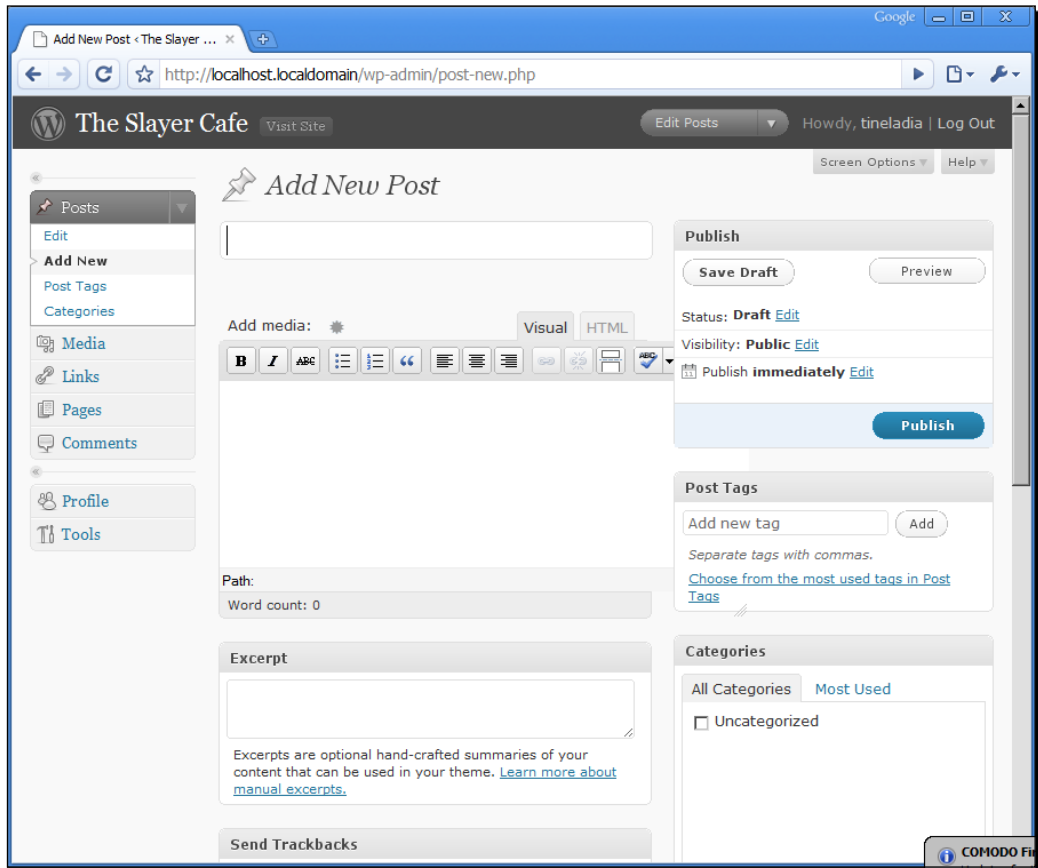 Google
Add New Post ‹ The Slayer ...
http://localhost.localdomain/wp-admin/post-new.php
The Slayer Cafe Visit Site
Edit Posts Howdy, tineladia | Log Out
Screen Options Help
Add New Post
Posts
Edit
Add New
Post Tags
Categories
Media
Links
Pages
Comments
Profile
Tools
Add media:
Visual HTML
B I ABC ABC
Path:
Word count: 0
Excerpt
Excerpts are optional hand-crafted summaries of your
content that can be used in your theme. Learn more about
manual excerpts.
Send Trackbacks
Publish
Save Draft Preview
Status: Draft Edit
Visibility: Public Edit
Publish immediately Edit
Publish
Post Tags
Add new tag Add
Separate tags with commas.
Choose from the most used tags in Post
Tags
Categories
All Categories Most Used
Uncategorized
COMODO Fi